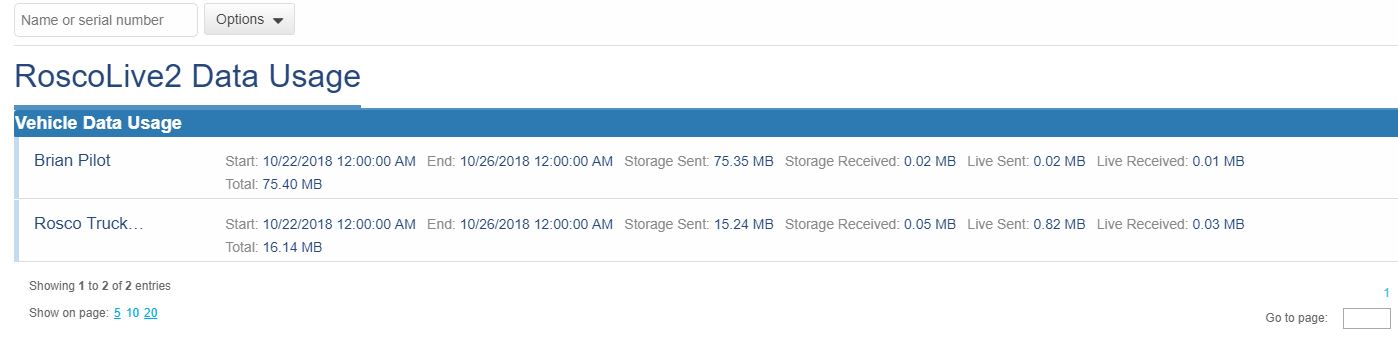 Name or serial number Options
RoscoLive2 Data Usage
Vehicle Data Usage
Brian Pilot Start: 10/22/2018 12:00:00 AM End: 10/26/2018 12:00:00 AM Storage Sent: 75.35 MB Storage Received: 0.02 MB Live Sent: 0.02 MB Live Received: 0.01 MB
Total: 75.40 MB
Rosco Truck... Start: 10/22/2018 12:00:00 AM End: 10/26/2018 12:00:00 AM Storage Sent: 15.24 MB Storage Received: 0.05 MB Live Sent: 0.82 MB Live Received: 0.03 MB
Total: 16.14 MB
Showing 1 to 2 of 2 entries
1
Show on page: 5 10 20
Go to page: